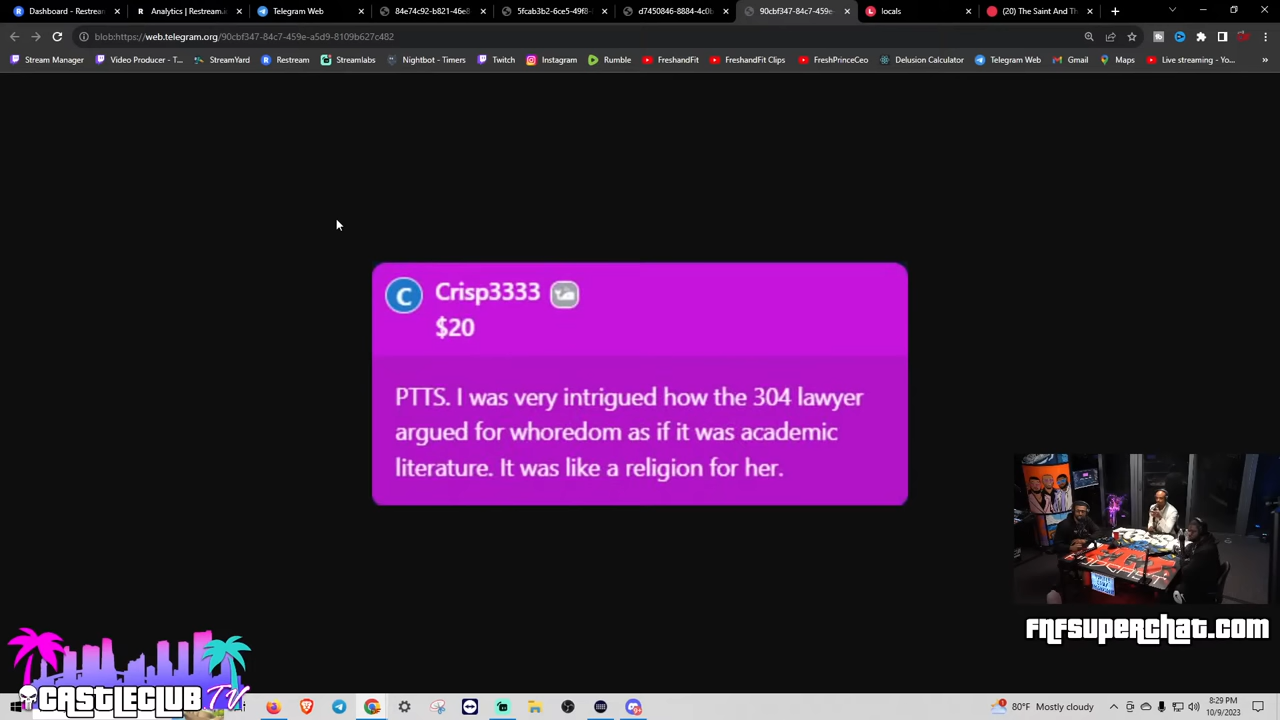 Dashboard - Restrea
Analytics | Restream.i
Telegram Web
84e74c92-b821-46e8
5fcab3b2-6ce5-49f8-
d7450846-8884-4c0b
90cbf347-84c7-459e-
locals
(20) The Saint And Th
blob:https://web.telegram.org/90cbf347-84c7-459e-a5d9-8109b627c482
Stream Manager
Video Producer - T...
StreamYard
Restream
Streamlabs
Nightbot - Timers
Twitch
Instagram
Rumble
FreshandFit
FreshandFit Clips
FreshPrinceCeo
Delusion Calculator
Telegram Web
Gmail
Maps
Live streaming - Yo...
C
Crisp3333
$20
PTTS. I was very intrigued how the 304 lawyer
argued for whoredom as if it was academic
literature. It was like a religion for her.
FNFSUPERCHAT.COM
CASTLECLUB TV
80°F Mostly cloudy
8:29 PM
10/9/2023